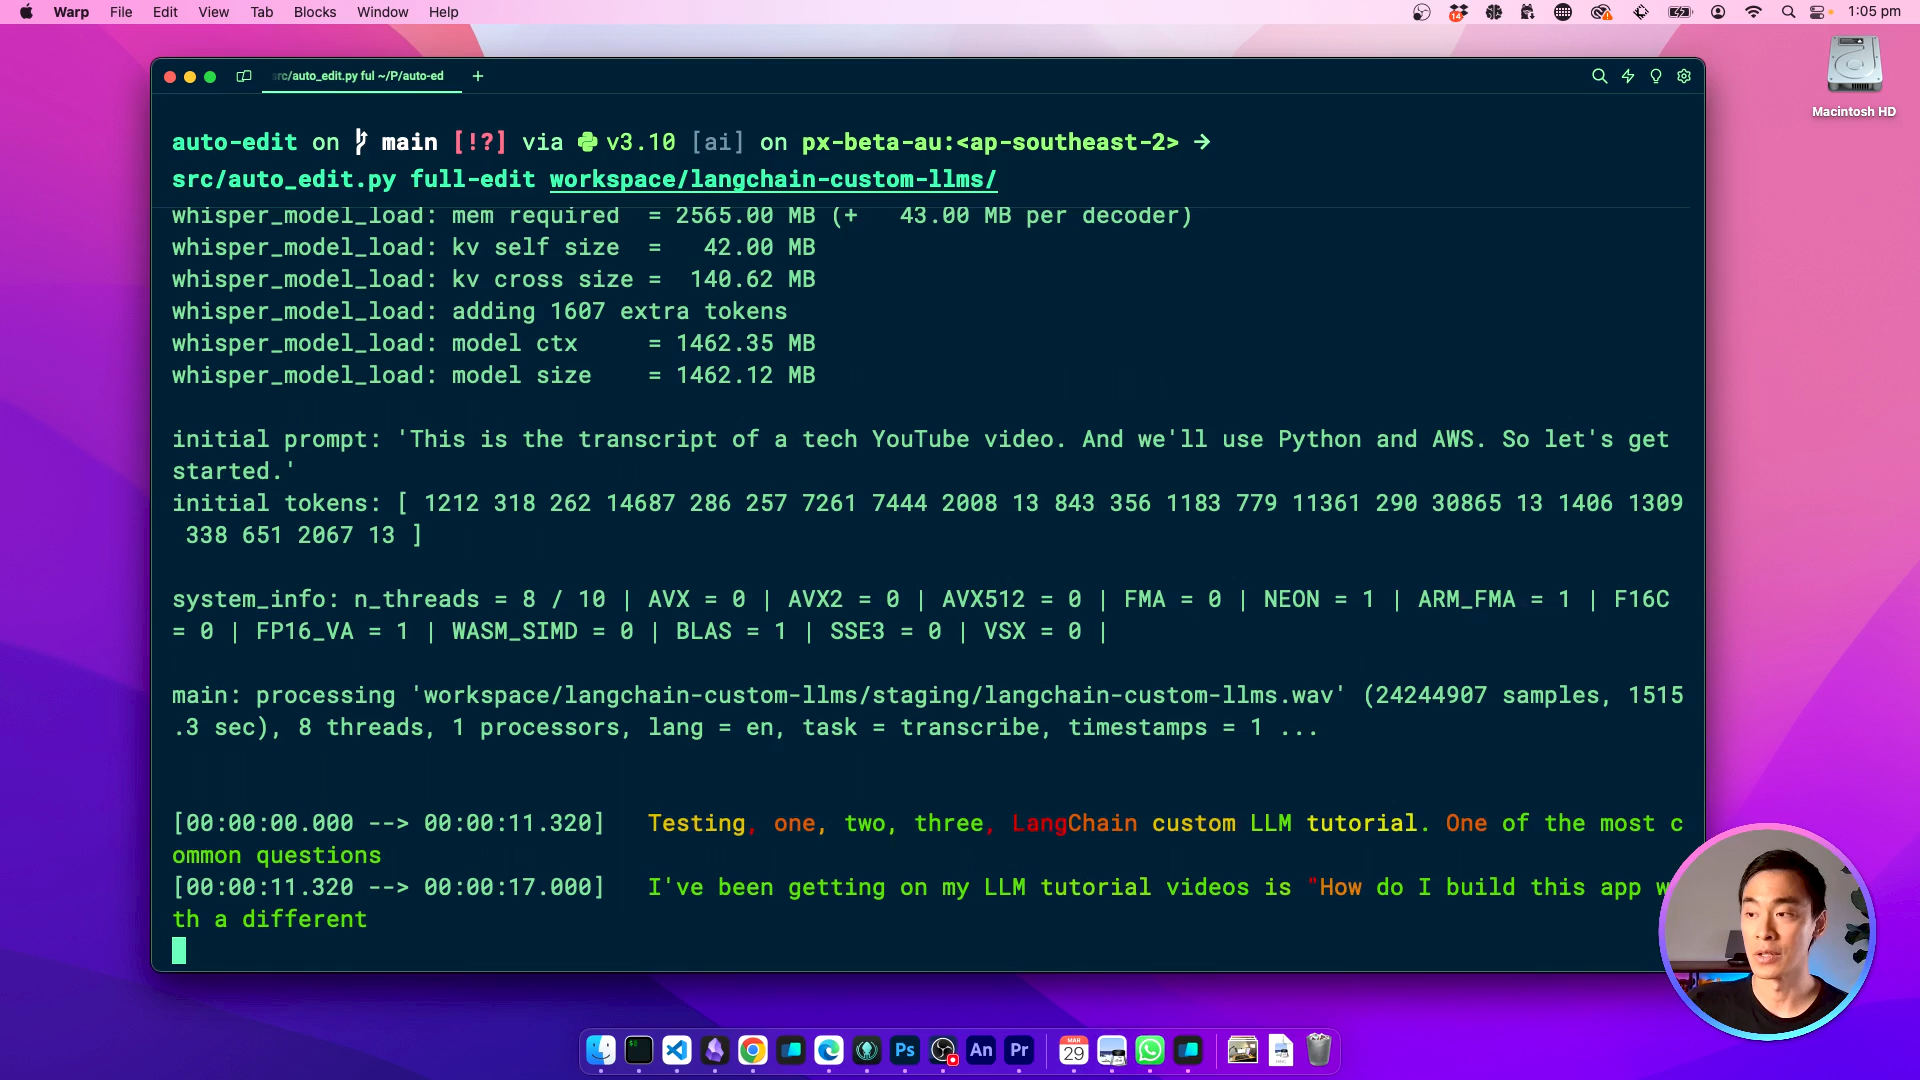 Warp File Edit View Tab Blocks Window Help
14
1:05 pm
src/auto_edit.py ful ~/P/auto-ed +
Macintosh HD
auto-edit on main [!?] via v3.10 [ai] on px-beta-au:<ap-southeast-2> →
src/auto_edit.py full-edit workspace/langchain-custom-llms/
whisper_model_load: mem required  = 2565.00 MB (+   43.00 MB per decoder)
whisper_model_load: kv self size  =   42.00 MB
whisper_model_load: kv cross size =  140.62 MB
whisper_model_load: adding 1607 extra tokens
whisper_model_load: model ctx     = 1462.35 MB
whisper_model_load: model size    = 1462.12 MB
initial prompt: 'This is the transcript of a tech YouTube video. And we'll use Python and AWS. So let's get
started.'
initial tokens: [ 1212 318 262 14687 286 257 7261 7444 2008 13 843 356 1183 779 11361 290 30865 13 1406 1309
338 651 2067 13 ]
system_info: n_threads = 8 / 10 | AVX = 0 | AVX2 = 0 | AVX512 = 0 | FMA = 0 | NEON = 1 | ARM_FMA = 1 | F16C
= 0 | FP16_VA = 1 | WASM_SIMD = 0 | BLAS = 1 | SSE3 = 0 | VSX = 0 |
main: processing 'workspace/langchain-custom-llms/staging/langchain-custom-llms.wav' (24244907 samples, 1515
.3 sec), 8 threads, 1 processors, lang = en, task = transcribe, timestamps = 1 ...
[00:00:00.000 --> 00:00:11.320]   Testing, one, two, three, LangChain custom LLM tutorial. One of the most c
ommon questions
[00:00:11.320 --> 00:00:17.000]   I've been getting on my LLM tutorial videos is "How do I build this app w
th a different
Ps An Pr MAR 29